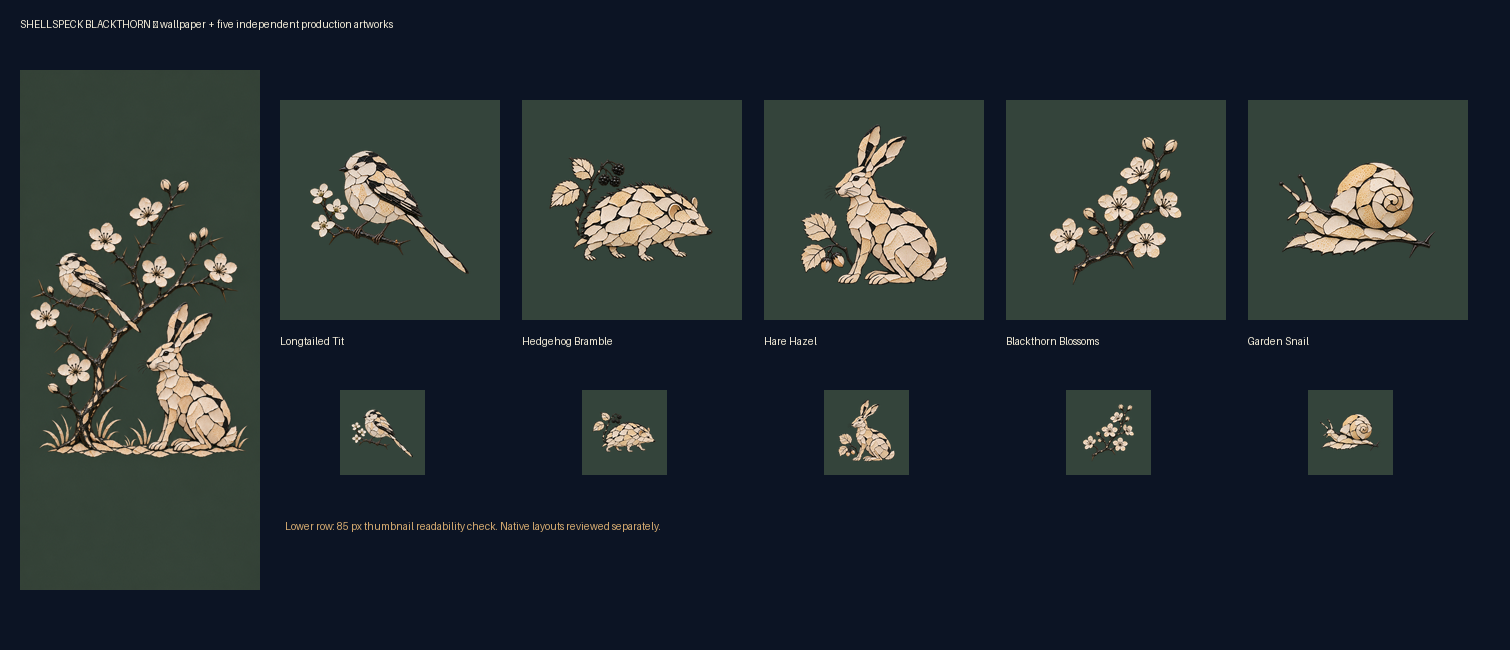 SHELLSPECK BLACKTHORN □ wallpaper + five independent production artworks
Longtailed Tit
Hedgehog Bramble
Hare Hazel
Blackthorn Blossoms
Garden Snail
Lower row: 85 px thumbnail readability check. Native layouts reviewed separately.